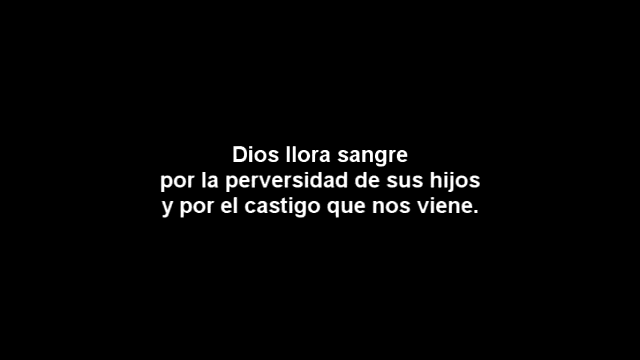 Dios llora sangre
por la perversidad de sus hijos
y por el castigo que nos viene.